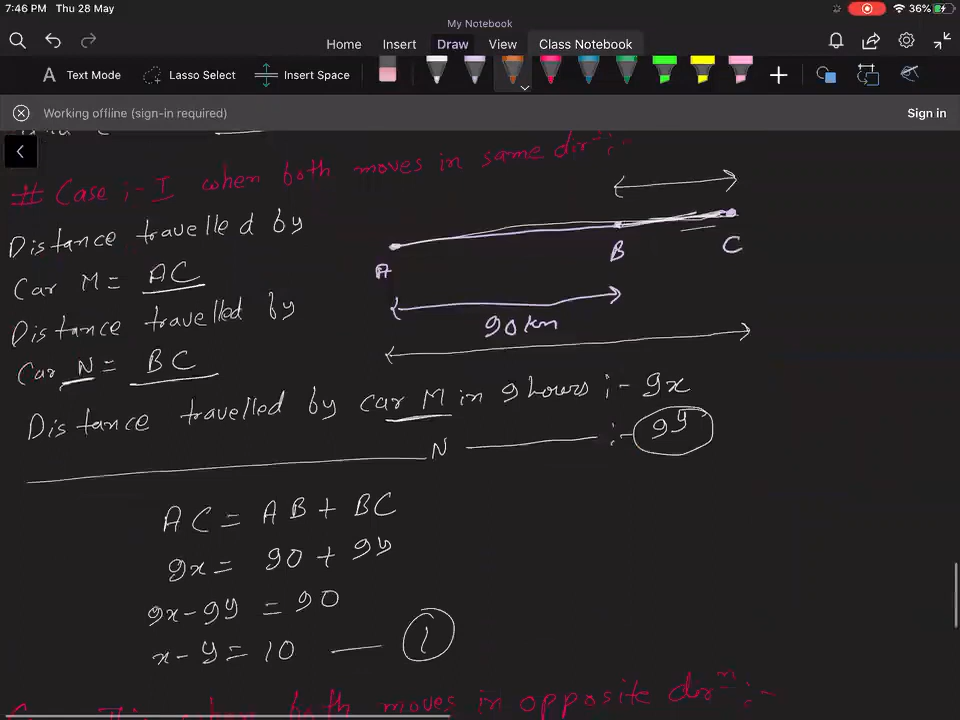 7:46 PM Thu 28 May
36%
My Notebook
Home Insert Draw View Class Notebook
Text Mode Lasso Select Insert Space
Working offline (sign-in required) Sign in
# Case :- I when both moves in same dirⁿ :-
Distance travelled by
Car M = AC
Distance travelled by
Car N = BC
A B C
90 km
Distance travelled by car M in 9 hours :- 9x
N :- 9y
AC = AB + BC
9x = 90 + 9y
9x - 9y = 90
x - y = 10 — 1
when both moves in opposite dirⁿ :-